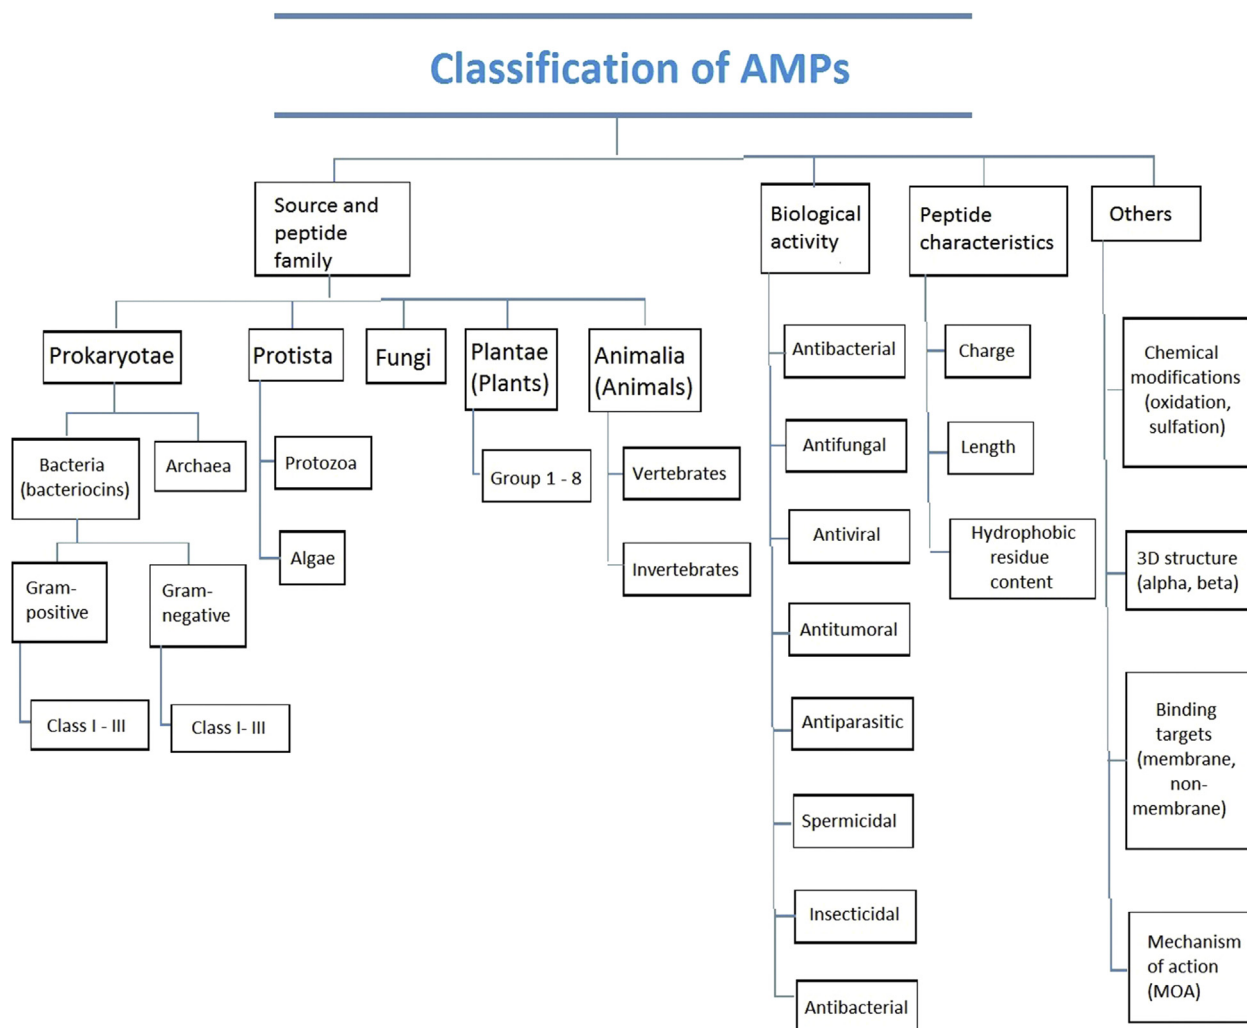 Classification of AMPs
Source and
peptide
family
Biological
activity
Peptide
characteristics
Others
Prokaryotae
Protista
Fungi
Plantae
(Plants)
Animalia
(Animals)
Bacteria
(bacteriocins)
Archaea
Protozoa
Algae
Group 1 - 8
Vertebrates
Invertebrates
Gram-
positive
Gram-
negative
Class I - III
Class I- III
Antibacterial
Antifungal
Antiviral
Antitumoral
Antiparasitic
Spermicidal
Insecticidal
Antibacterial
Charge
Length
Hydrophobic
residue
content
Chemical
modifications
(oxidation,
sulfation)
3D structure
(alpha, beta)
Binding
targets
(membrane,
non-
membrane)
Mechanism
of action
(MOA)